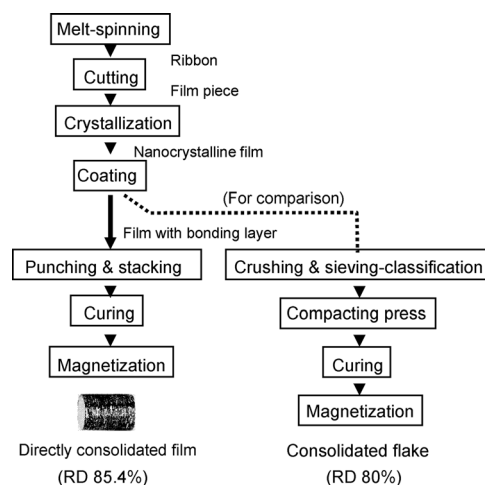 Melt-spinning
Ribbon
Cutting
Film piece
Crystallization
Nanocrystalline film
Coating
(For comparison)
Film with bonding layer
Punching & stacking
Crushing & sieving-classification
Curing
Compacting press
Magnetization
Curing
Magnetization
Directly consolidated film
(RD 85.4%)
Consolidated flake
(RD 80%)